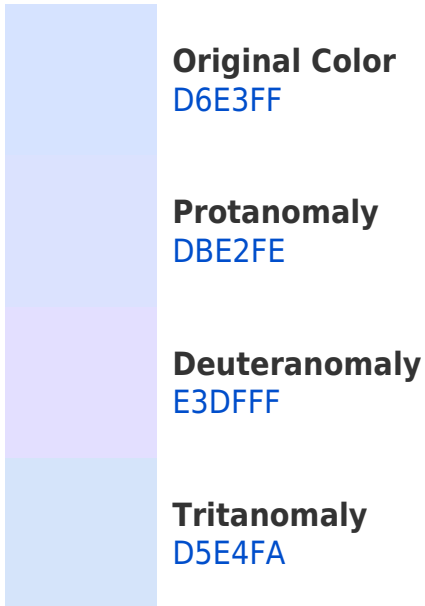 Original Color
D6E3FF
Protanomaly
DBE2FE
Deuteranomaly
E3DFFF
Tritanomaly
D5E4FA